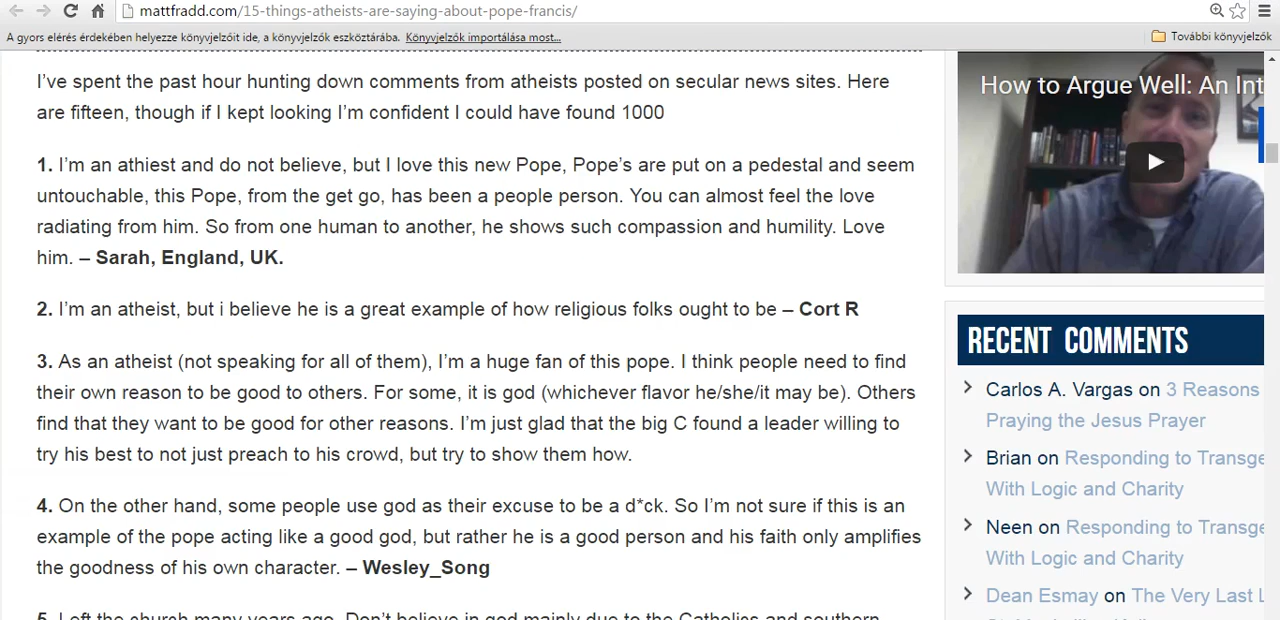 mattfradd.com/15-things-atheists-are-saying-about-pope-francis/
A gyors elérés érdekében helyezze könyvjelzőit ide, a könyvjelzők eszköztárába. Könyvjelzők importálása most...
További könyvjelzők
I’ve spent the past hour hunting down comments from atheists posted on secular news sites. Here
are fifteen, though if I kept looking I’m confident I could have found 1000
1. I’m an athiest and do not believe, but I love this new Pope, Pope’s are put on a pedestal and seem
untouchable, this Pope, from the get go, has been a people person. You can almost feel the love
radiating from him. So from one human to another, he shows such compassion and humility. Love
him. – Sarah, England, UK.
2. I’m an atheist, but i believe he is a great example of how religious folks ought to be – Cort R
3. As an atheist (not speaking for all of them), I’m a huge fan of this pope. I think people need to find
their own reason to be good to others. For some, it is god (whichever flavor he/she/it may be). Others
find that they want to be good for other reasons. I’m just glad that the big C found a leader willing to
try his best to not just preach to his crowd, but try to show them how.
4. On the other hand, some people use god as their excuse to be a d*ck. So I’m not sure if this is an
example of the pope acting like a good god, but rather he is a good person and his faith only amplifies
the goodness of his own character. – Wesley_Song
5. I left the church many years ago. Don’t believe in god mainly due to the Catholics and southern
How to Argue Well: An Int
RECENT COMMENTS
Carlos A. Vargas on 3 Reasons
Praying the Jesus Prayer
Brian on Responding to Transge
With Logic and Charity
Neen on Responding to Transge
With Logic and Charity
Dean Esmay on The Very Last L